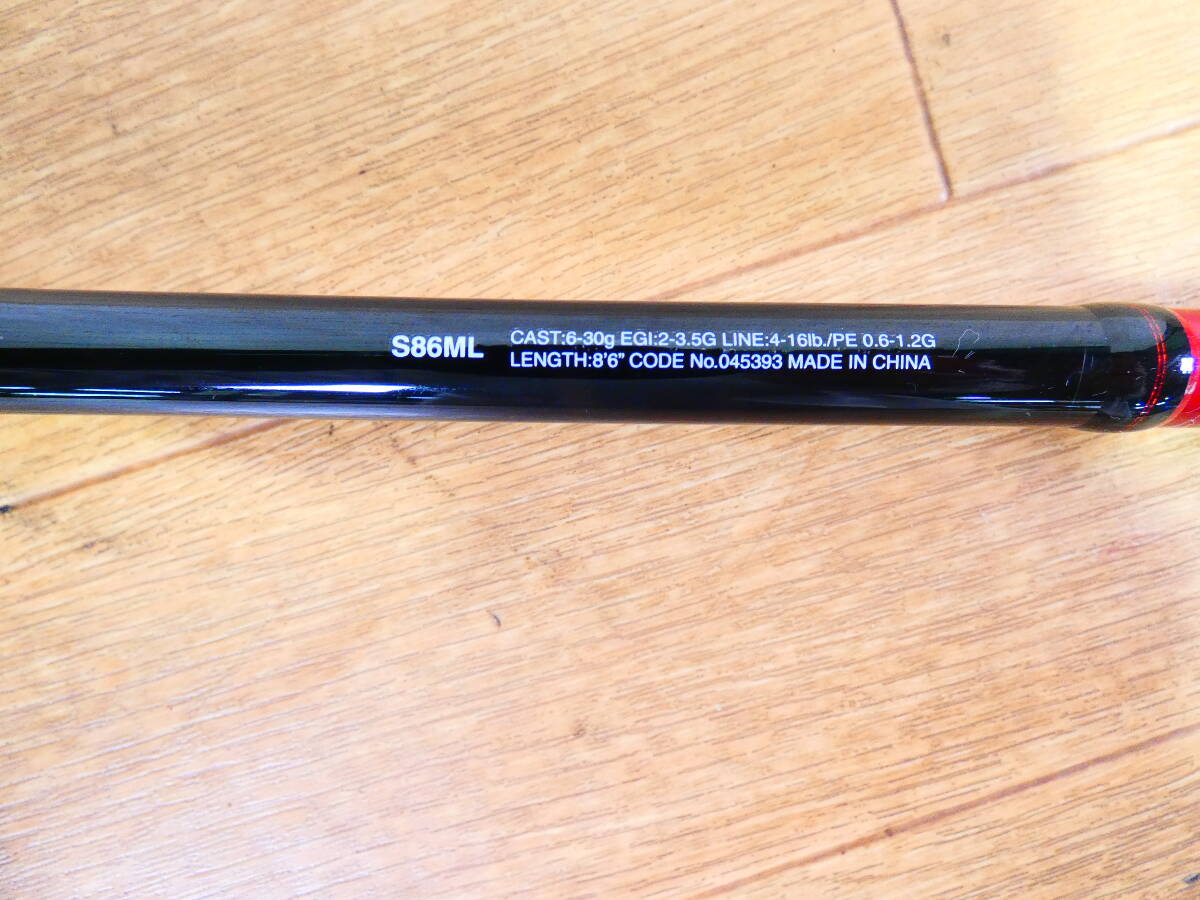 S86ML
CAST:6-30g EGI:2-3.5G LINE:4-16lb./PE 0.6-1.2G
LENGTH:8'6" CODE No.045393 MADE IN CHINA